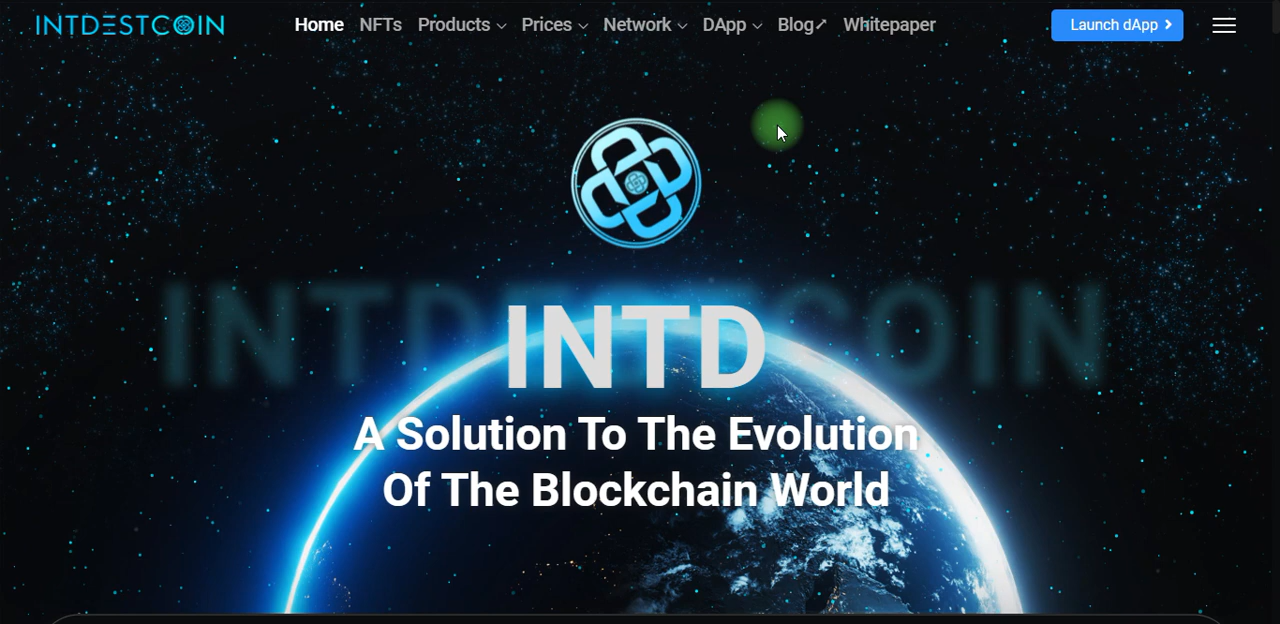 INTDESTCOIN
Home NFTs Products Prices Network DApp Blog Whitepaper Launch dApp
INTDESTCOIN
INTD
A Solution To The Evolution
Of The Blockchain World